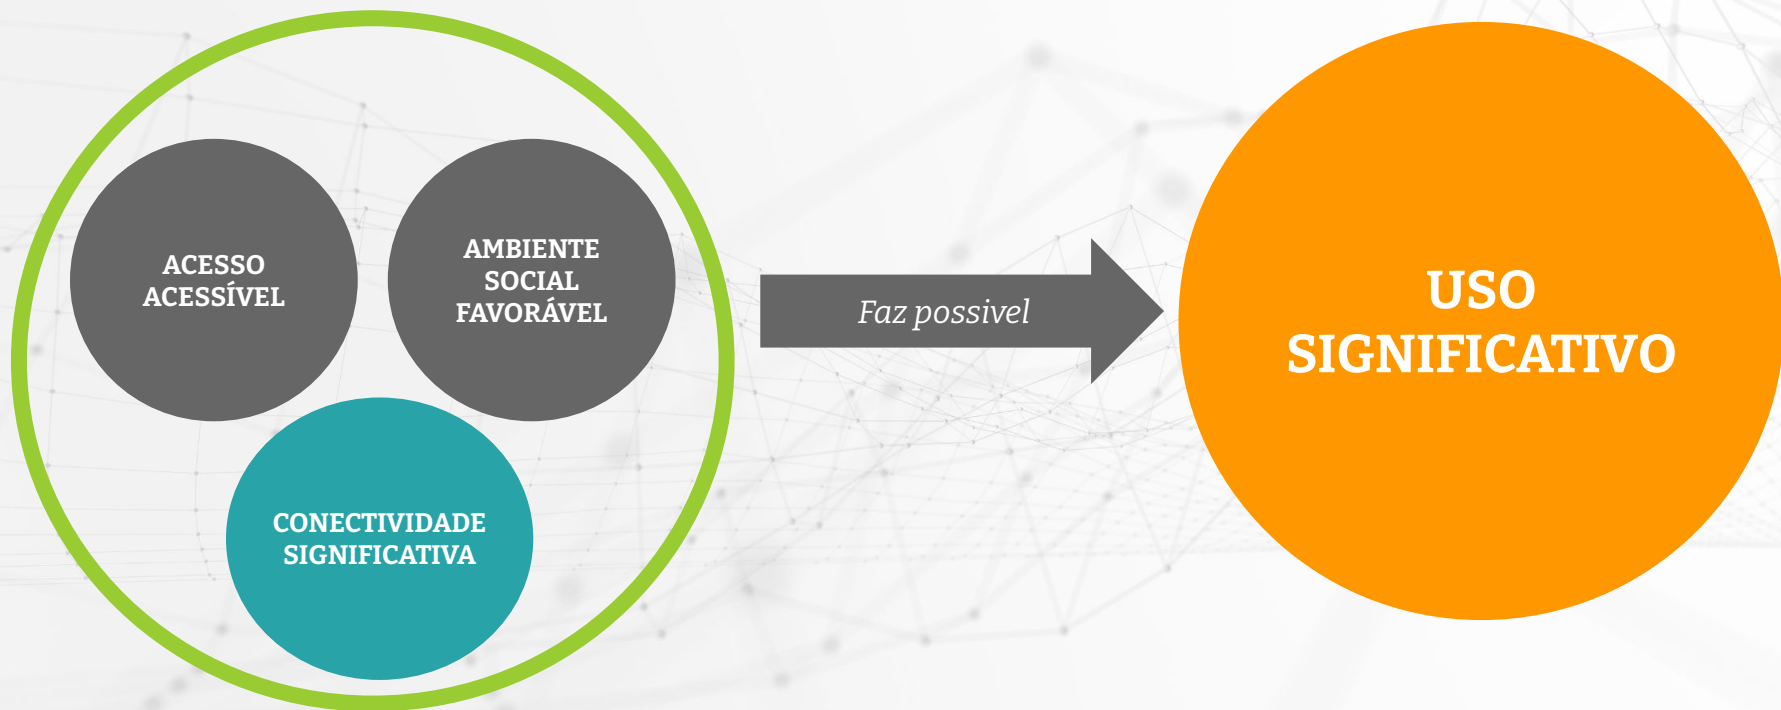 ACESSO
ACESSÍVEL
AMBIENTE
SOCIAL
FAVORÁVEL
CONECTIVIDADE
SIGNIFICATIVA
Faz possivel
USO
SIGNIFICATIVO